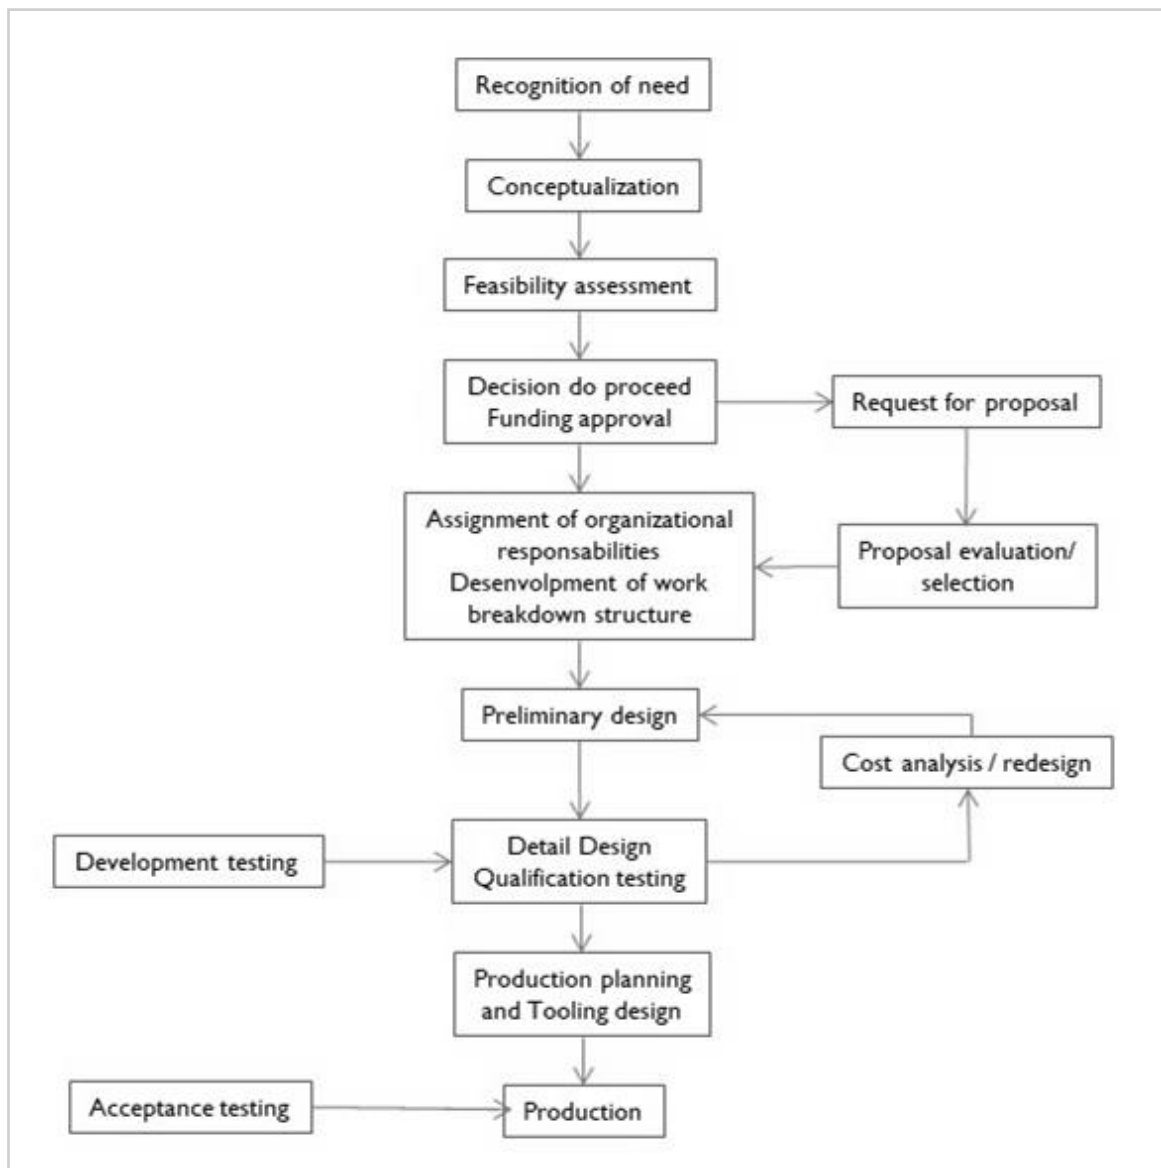 Recognition of need
Conceptualization
Feasibility assessment
Decision do proceed
Funding approval
Request for proposal
Assignment of organizational
responsabilities
Desenvolpment of work
breakdown structure
Proposal evaluation/
selection
Preliminary design
Cost analysis / redesign
Development testing
Detail Design
Qualification testing
Production planning
and Tooling design
Acceptance testing
Production